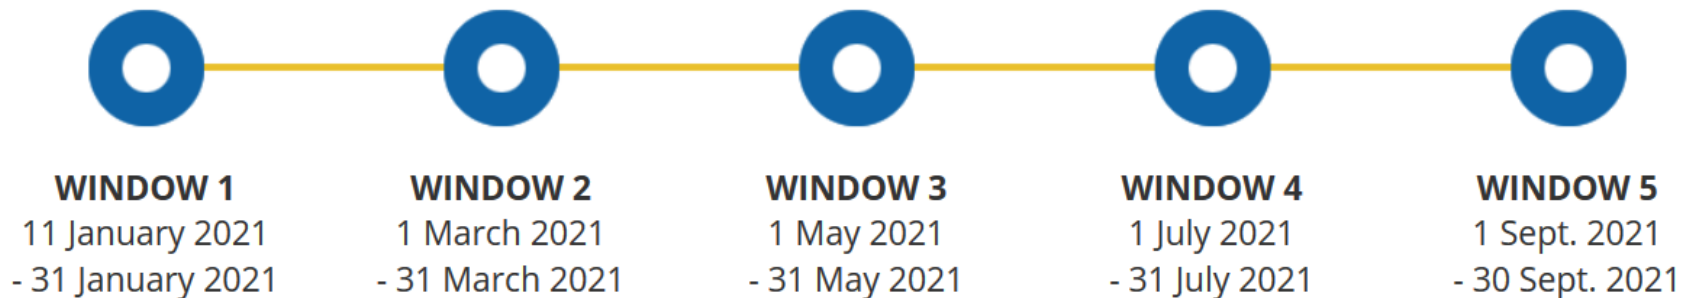 WINDOW 1
11 January 2021
- 31 January 2021
WINDOW 2
1 March 2021
- 31 March 2021
WINDOW 3
1 May 2021
- 31 May 2021
WINDOW 4
1 July 2021
- 31 July 2021
WINDOW 5
1 Sept. 2021
- 30 Sept. 2021